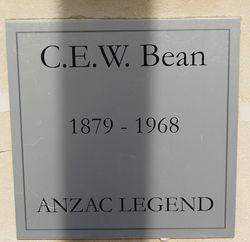 C.E.W. Bean
1879 - 1968
ANZAC LEGEND